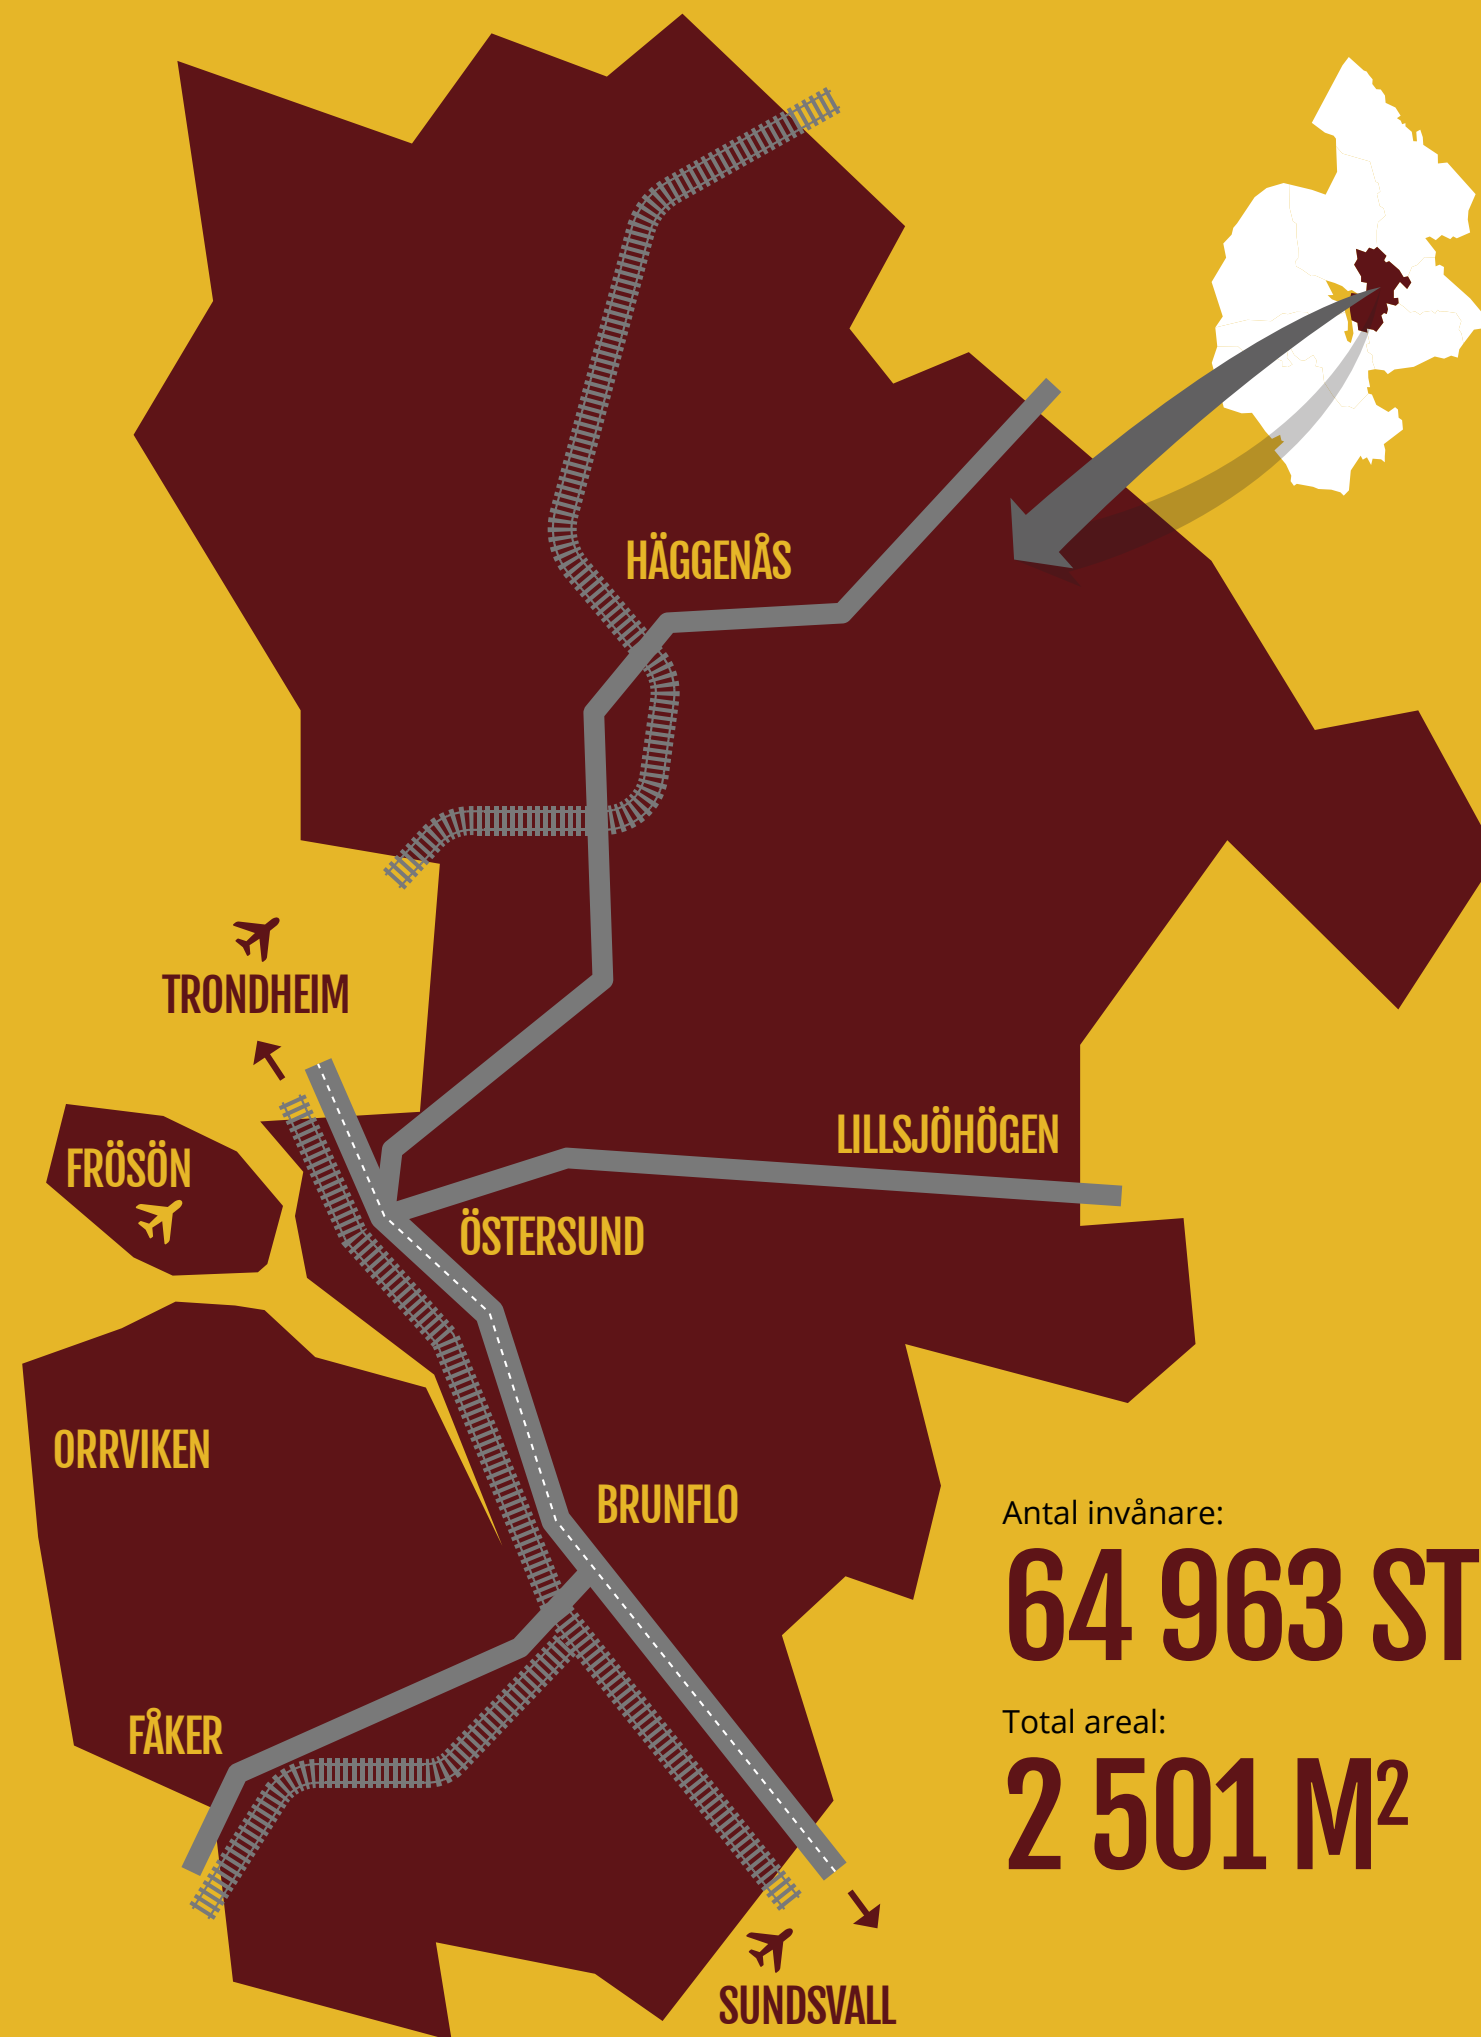 HÄGGENÅS
TRONDHEIM
LILLSJÖHÖGEN
FRÖSÖN
ÖSTERSUND
ORRVIKEN
BRUNFLO
Antal invånare:
64 963 ST
FÅKER
Total areal:
2 501 M²
SUNDSVALL